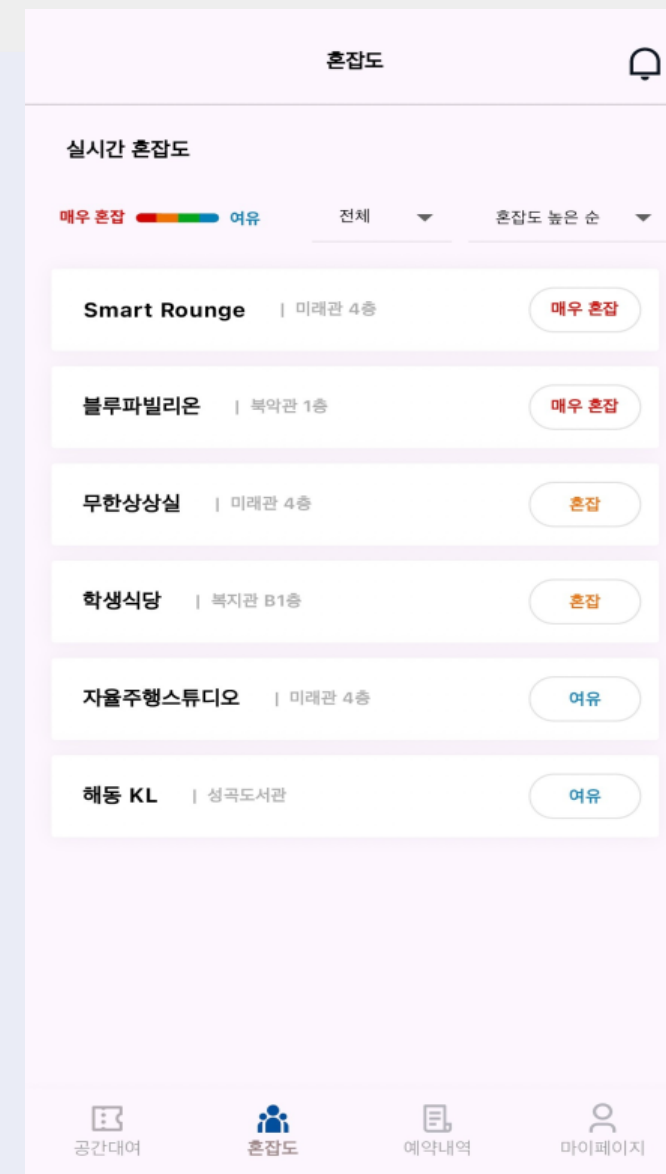 혼잡도
실시간 혼잡도
매우 혼잡 여유 전체 혼잡도 높은 순
Smart Rounge | 미래관 4층 매우 혼잡
블루파빌리온 | 북악관 1층 매우 혼잡
무한상상실 | 미래관 4층 혼잡
학생식당 | 복지관 B1층 혼잡
자율주행스튜디오 | 미래관 4층 여유
해동 KL | 성곡도서관 여유
공간대여 혼잡도 예약내역 마이페이지